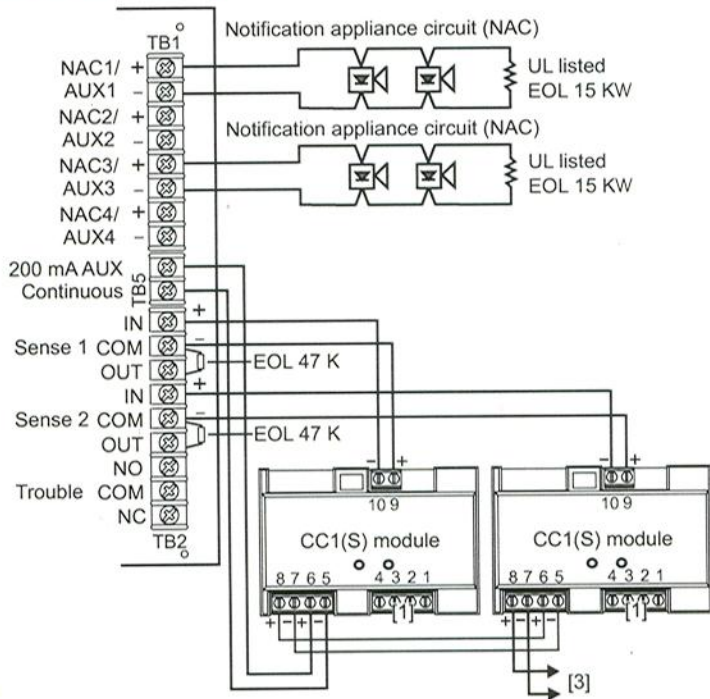 TB1
Notification appliance circuit (NAC)
NAC1/ +
AUX1 –
UL listed
EOL 15 KW
NAC2/ +
AUX2 –
Notification appliance circuit (NAC)
NAC3/ +
AUX3 –
UL listed
EOL 15 KW
NAC4/ +
AUX4 –
200 mA AUX
Continuous
TB5
+
IN
–
Sense 1 COM
OUT
EOL 47 K
+
IN
–
Sense 2 COM
OUT
EOL 47 K
NO
Trouble COM
NC
TB2
– +
10 9
CC1(S) module
8 7 6 5 4 3 2 1
[1]
+ – + –
– +
10 9
CC1(S) module
8 7 6 5 4 3 2 1
[1]
+ – + –
[3]